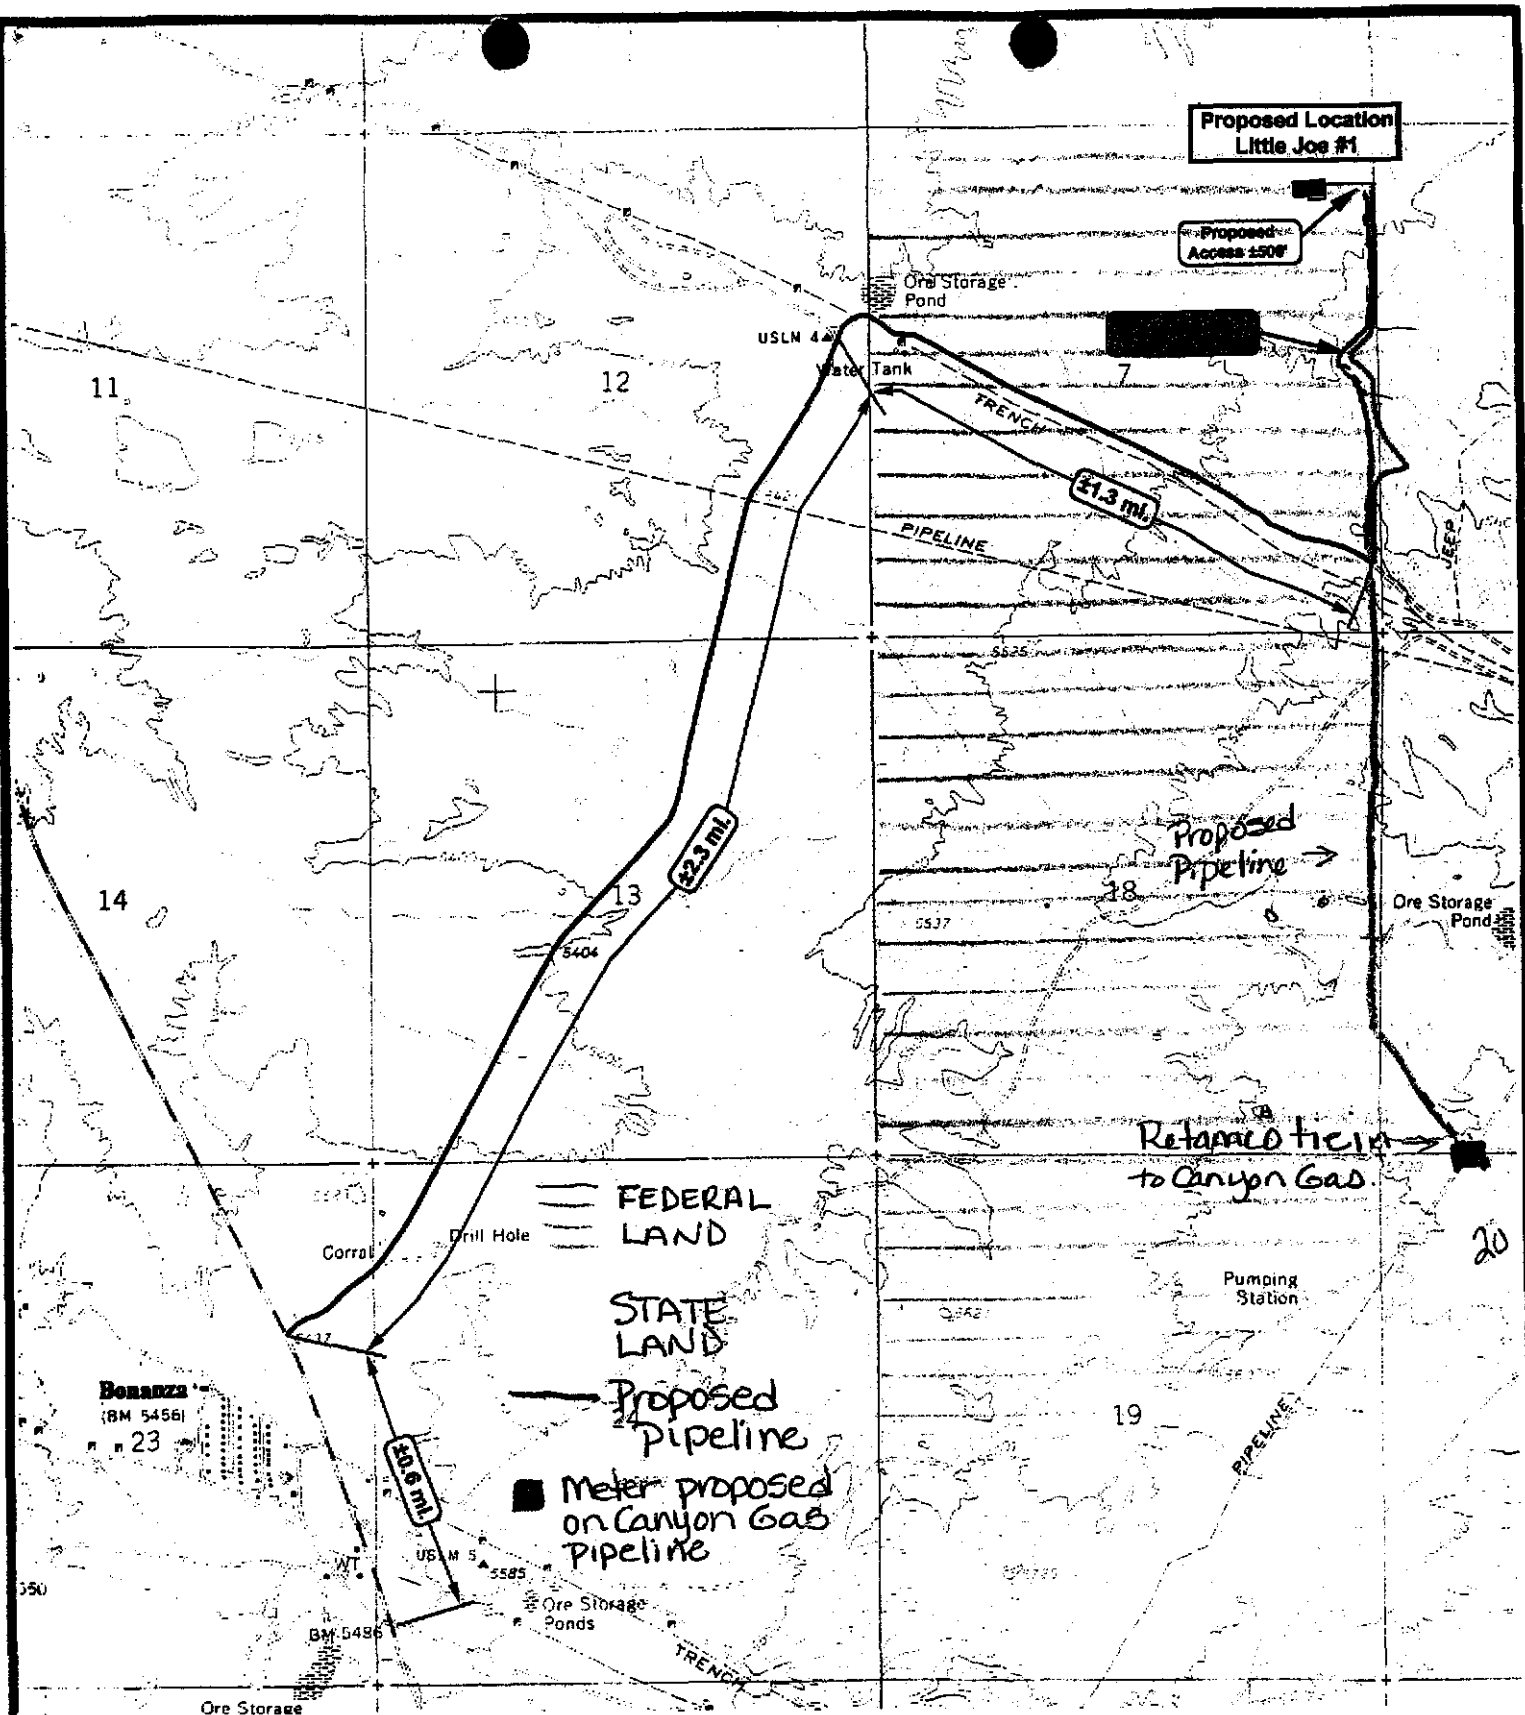 Proposed Location
Little Joe #1
Proposed
Access ±500'
Ore Storage
Pond
USLM 4
Water Tank
11
12
7
TRENCH
±1.3 mi.
PIPELINE
JEEP
5525
±2.3 mi.
Proposed
Pipeline
14
13
18
5404
5537
Ore Storage
Pond
to Canyon Gas.
FEDERAL
LAND
Corral
Drill Hole
20
STATE
LAND
Pumping
Station
Bonanza
(BM 5456)
23
Proposed
24
Pipeline
19
PIPELINE
±0.6 mi.
Meter proposed
on Canyon Gas
pipeline
WT
USLM 5
5585
Ore Storage
Ponds
BM 5486
TRENCH
Ore Storage